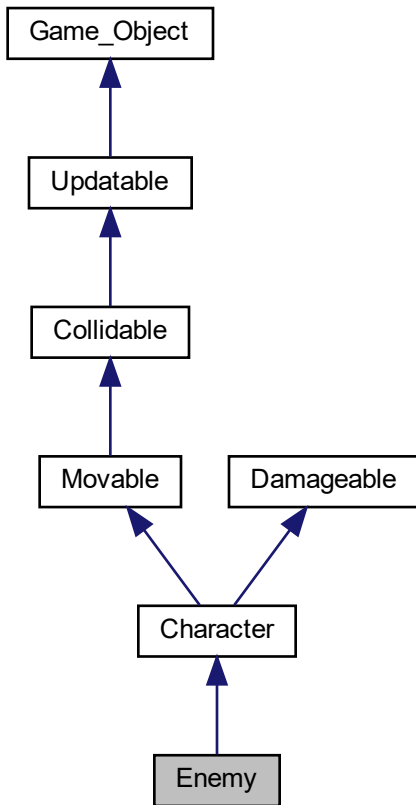 Game_Object
Updatable
Collidable
Movable
Damageable
Character
Enemy